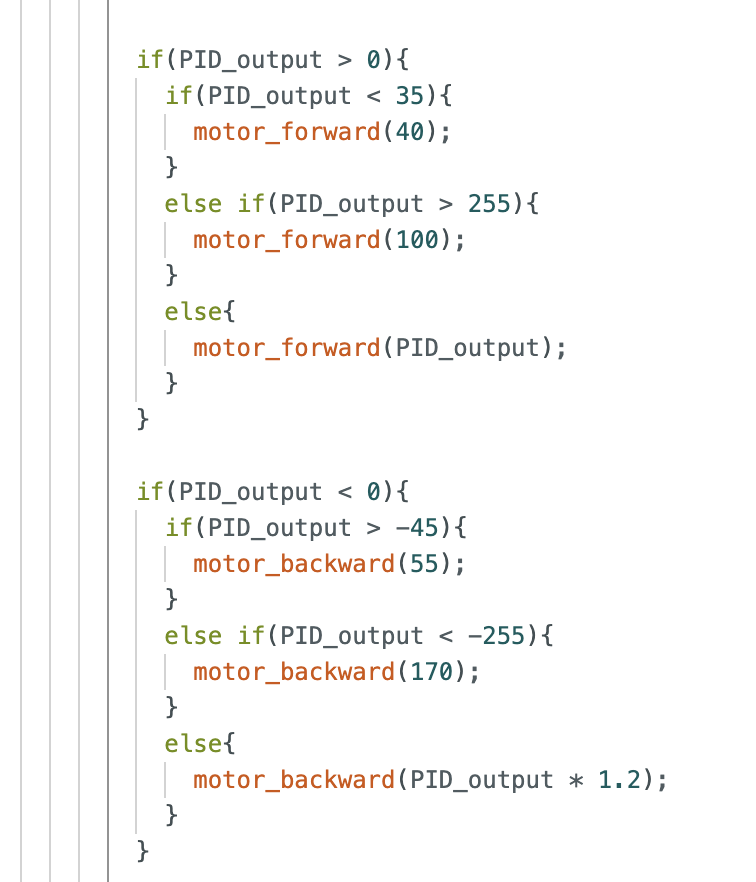 if(PID_output > 0){
  if(PID_output < 35){
    motor_forward(40);
  }
  else if(PID_output > 255){
    motor_forward(100);
  }
  else{
    motor_forward(PID_output);
  }
}

if(PID_output < 0){
  if(PID_output > -45){
    motor_backward(55);
  }
  else if(PID_output < -255){
    motor_backward(170);
  }
  else{
    motor_backward(PID_output * 1.2);
  }
}